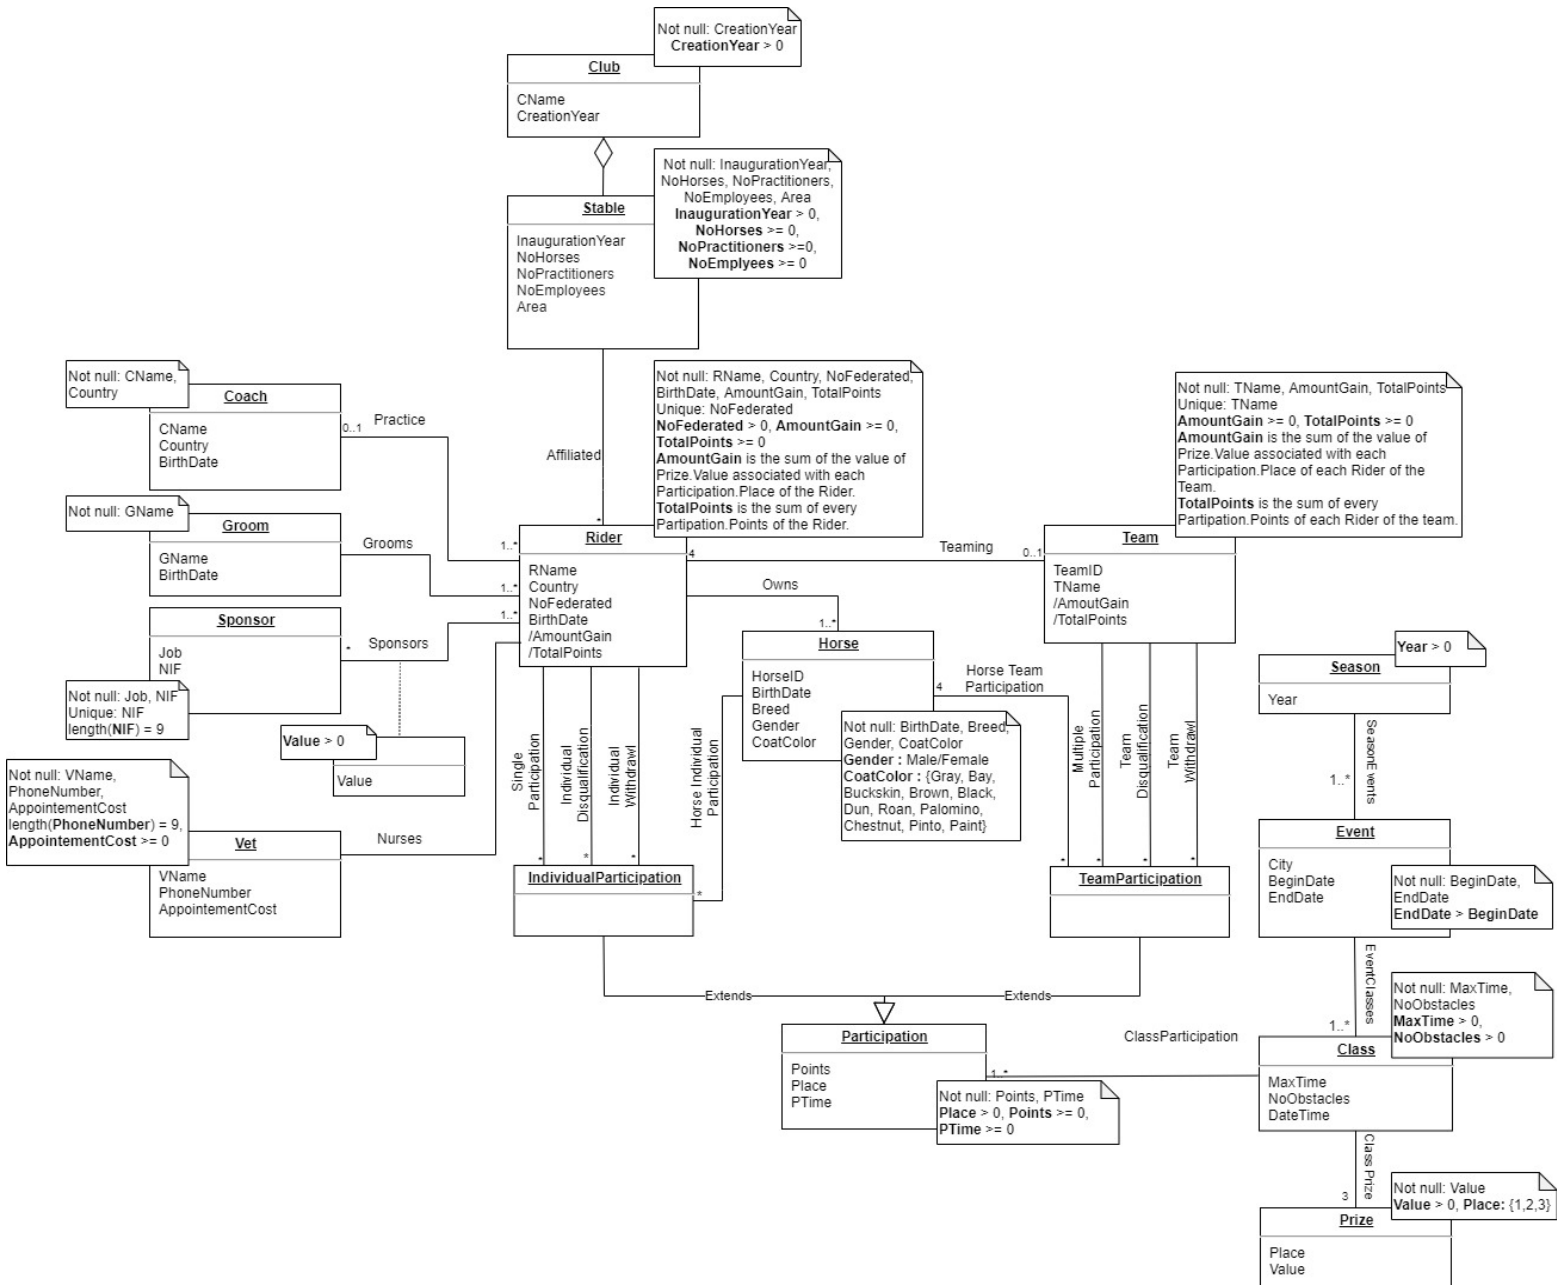 Not null: CreationYear
CreationYear > 0
Club
CName
CreationYear
Not null: InaugurationYear,
NoHorses, NoPractitioners,
NoEmployees, Area
InaugurationYear > 0,
NoHorses >= 0,
NoPractitioners >=0,
NoEmplyees >= 0
Stable
InaugurationYear
NoHorses
NoPractitioners
NoEmployees
Area
Affiliated
*
Not null: CName,
Country
Coach
CName
Country
BirthDate
0..1
Practice
1..*
Not null: GName
Groom
GName
BirthDate
Grooms
1..*
Sponsor
Job
NIF
Not null: Job, NIF
Unique: NIF
length(NIF) = 9
*
Sponsors
1..*
Value > 0
Value
Not null: VName,
PhoneNumber,
AppointementCost
length(PhoneNumber) = 9,
AppointementCost >= 0
Vet
VName
PhoneNumber
AppointementCost
Nurses
Not null: RName, Country, NoFederated,
BirthDate, AmountGain, TotalPoints
Unique: NoFederated
NoFederated > 0, AmountGain >= 0,
TotalPoints >= 0
AmountGain is the sum of the value of
Prize.Value associated with each
Participation.Place of the Rider.
TotalPoints is the sum of every
Partipation.Points of the Rider.
Rider
RName
Country
NoFederated
BirthDate
/AmountGain
/TotalPoints
4
Teaming
0..1
Not null: TName, AmountGain, TotalPoints
Unique: TName
AmountGain >= 0, TotalPoints >= 0
AmountGain is the sum of the value of
Prize.Value associated with each
Participation.Place of each Rider of the
Team.
TotalPoints is the sum of every
Partipation.Points of each Rider of the team.
Team
TeamID
TName
/AmoutGain
/TotalPoints
Owns
1..*
Horse
HorseID
BirthDate
Breed
Gender
CoatColor
Not null: BirthDate, Breed,
Gender, CoatColor
Gender : Male/Female
CoatColor : {Gray, Bay,
Buckskin, Brown, Black,
Dun, Roan, Palomino,
Chestnut, Pinto, Paint}
4
Horse Team
Participation
*
Single
Participation
*
Individual
Disqualification
*
Individual
Withdrawl
*
Horse Individual
Participation
*
Multiple
Participation
*
Team
Disqualification
*
Team
Withdrawl
*
IndividualParticipation
TeamParticipation
Extends
Extends
Participation
Points
Place
PTime
Not null: Points, PTime
Place > 0, Points >= 0,
PTime >= 0
1..*
ClassParticipation
Year > 0
Season
Year
SeasonEvents
1..*
Event
City
BeginDate
EndDate
Not null: BeginDate,
EndDate
EndDate > BeginDate
EventClasses
1..*
Not null: MaxTime,
NoObstacles
MaxTime > 0,
NoObstacles > 0
Class
MaxTime
NoObstacles
DateTime
Class Prize
3
Not null: Value
Value > 0, Place: {1,2,3}
Prize
Place
Value